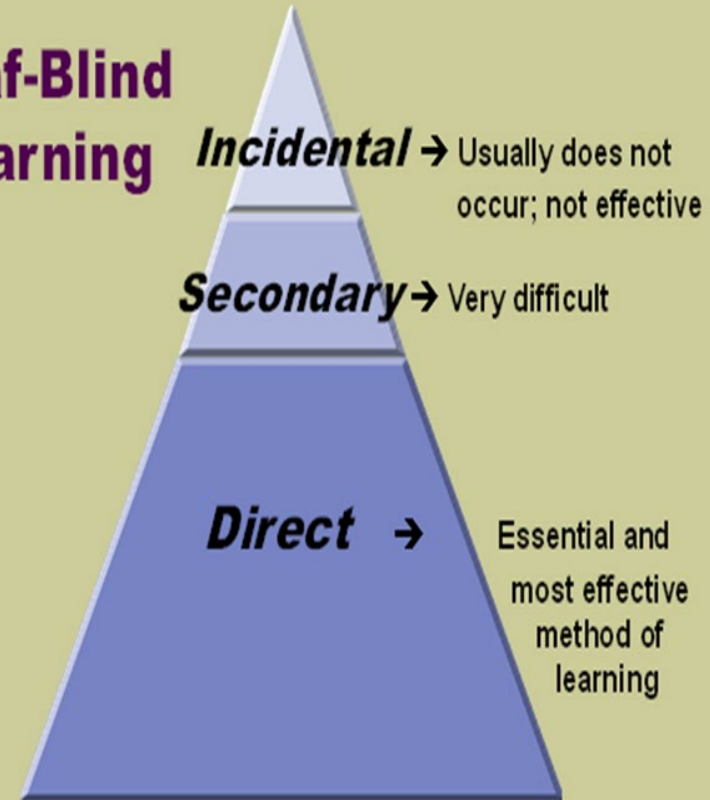 f-Blind
arning
Incidental → Usually does not
occur; not effective
Secondary → Very difficult
Direct → Essential and
most effective
method of
learning